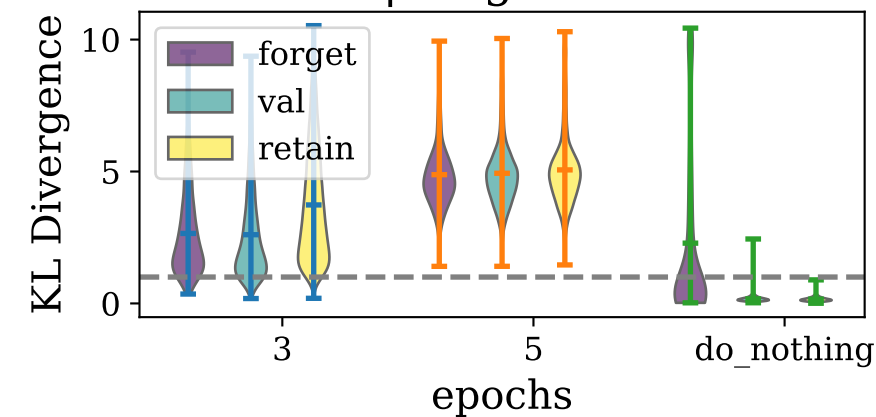 KL Divergence
10
5
0
forget
val
retain
3
5
do_nothing
epochs